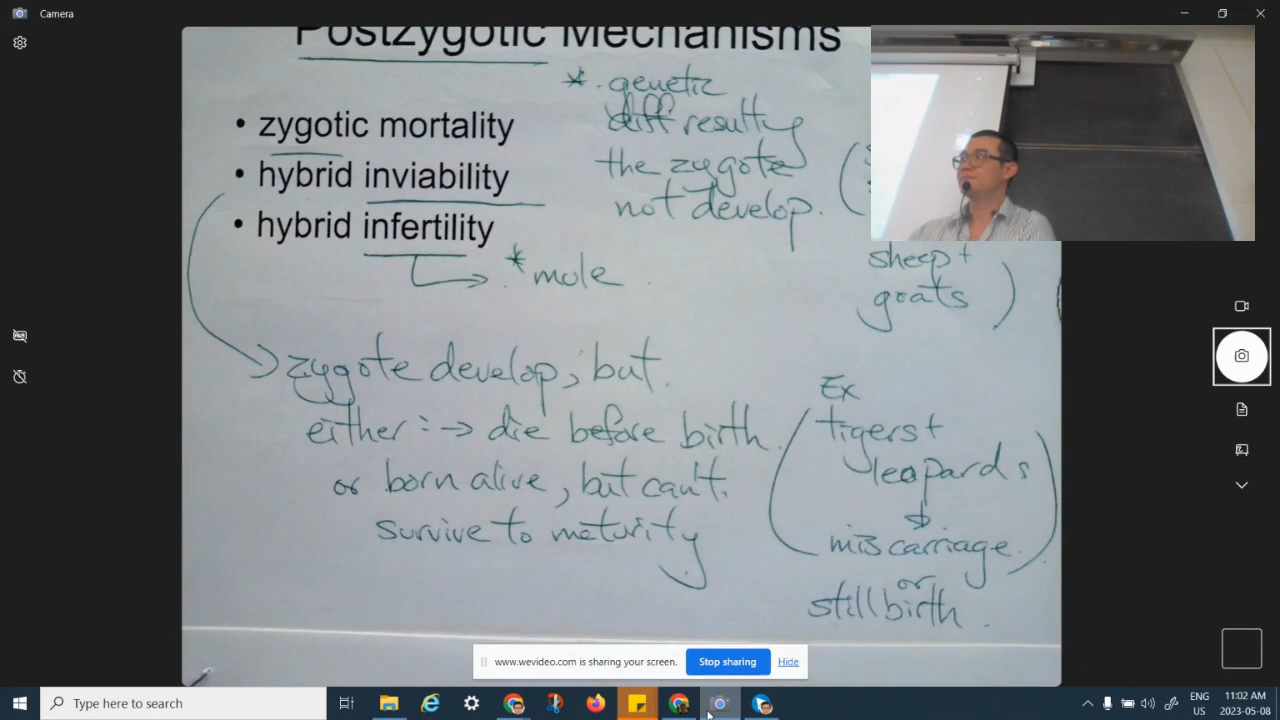 Camera
Postzygotic Mechanisms
• zygotic mortality
• hybrid inviability
• hybrid infertility
* . genetic
diff resulting
the zygote
not develop.
sheep +
goats )
* mule
zygote develop, but
either : → die before birth
or born alive, but can't
survive to maturity
Ex
tigers +
leopards
miscarriage
or
stillbirth.
www.wevideo.com is sharing your screen.
Stop sharing
Hide
Type here to search
ENG
US
11:02 AM
2023-05-08